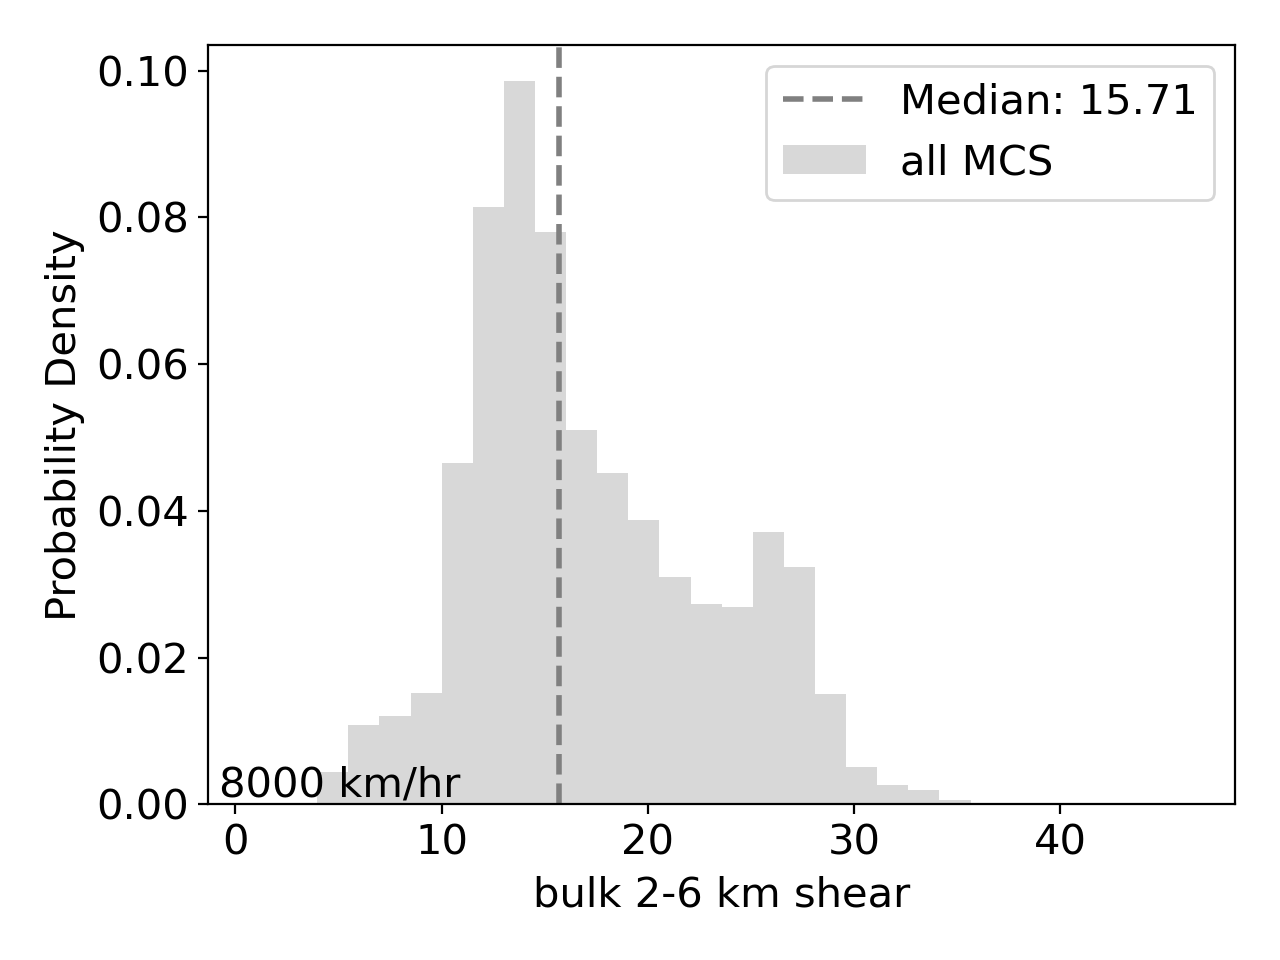 0.10
0.08
0.06
0.04
0.02
0.00
Probability Density
Median: 15.71
all MCS
8000 km/hr
0 10 20 30 40
bulk 2-6 km shear